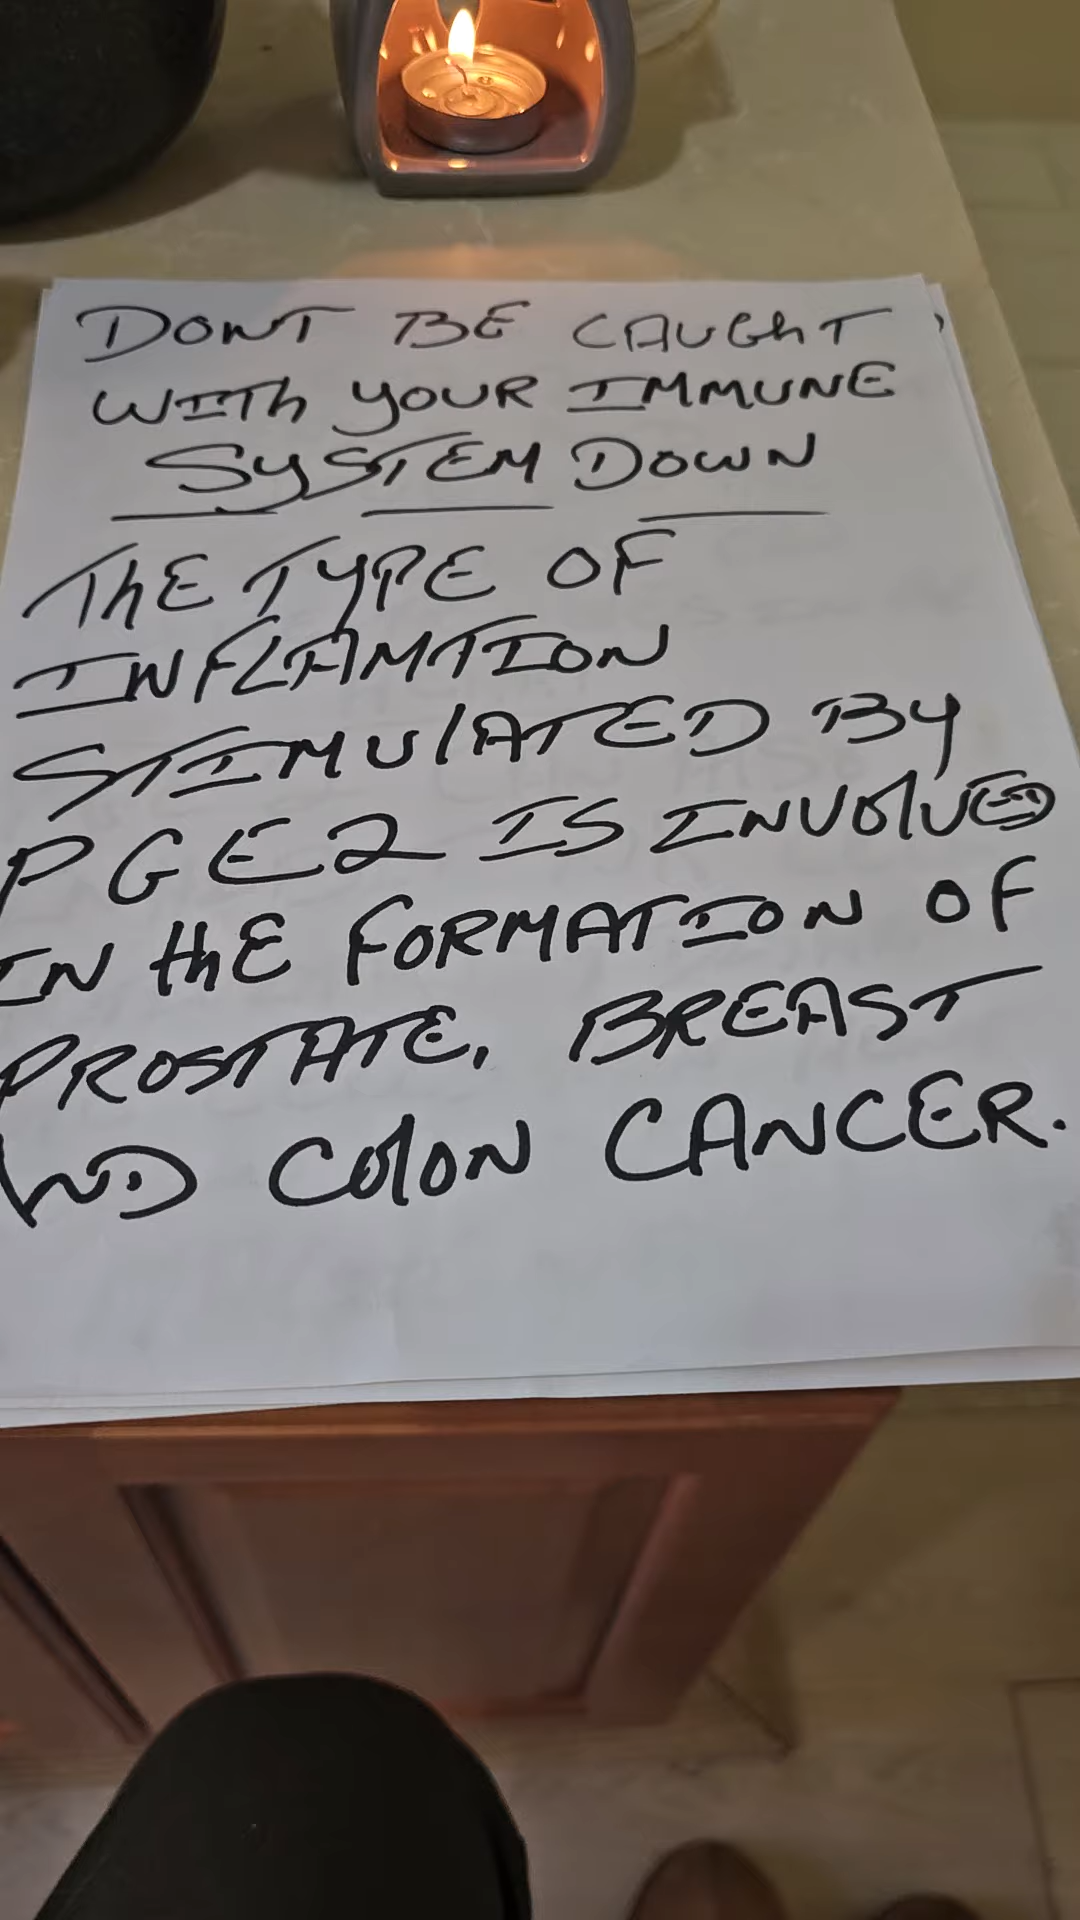 DONT BE CAUGHT
WITH YOUR IMMUNE
SYSTEM DOWN
THE TYPE OF
INFLAMTION
STIMULATED BY
PGE2 IS INVOLVED
IN THE FORMATION OF
PROSTATE, BREAST
AND COLON CANCER.